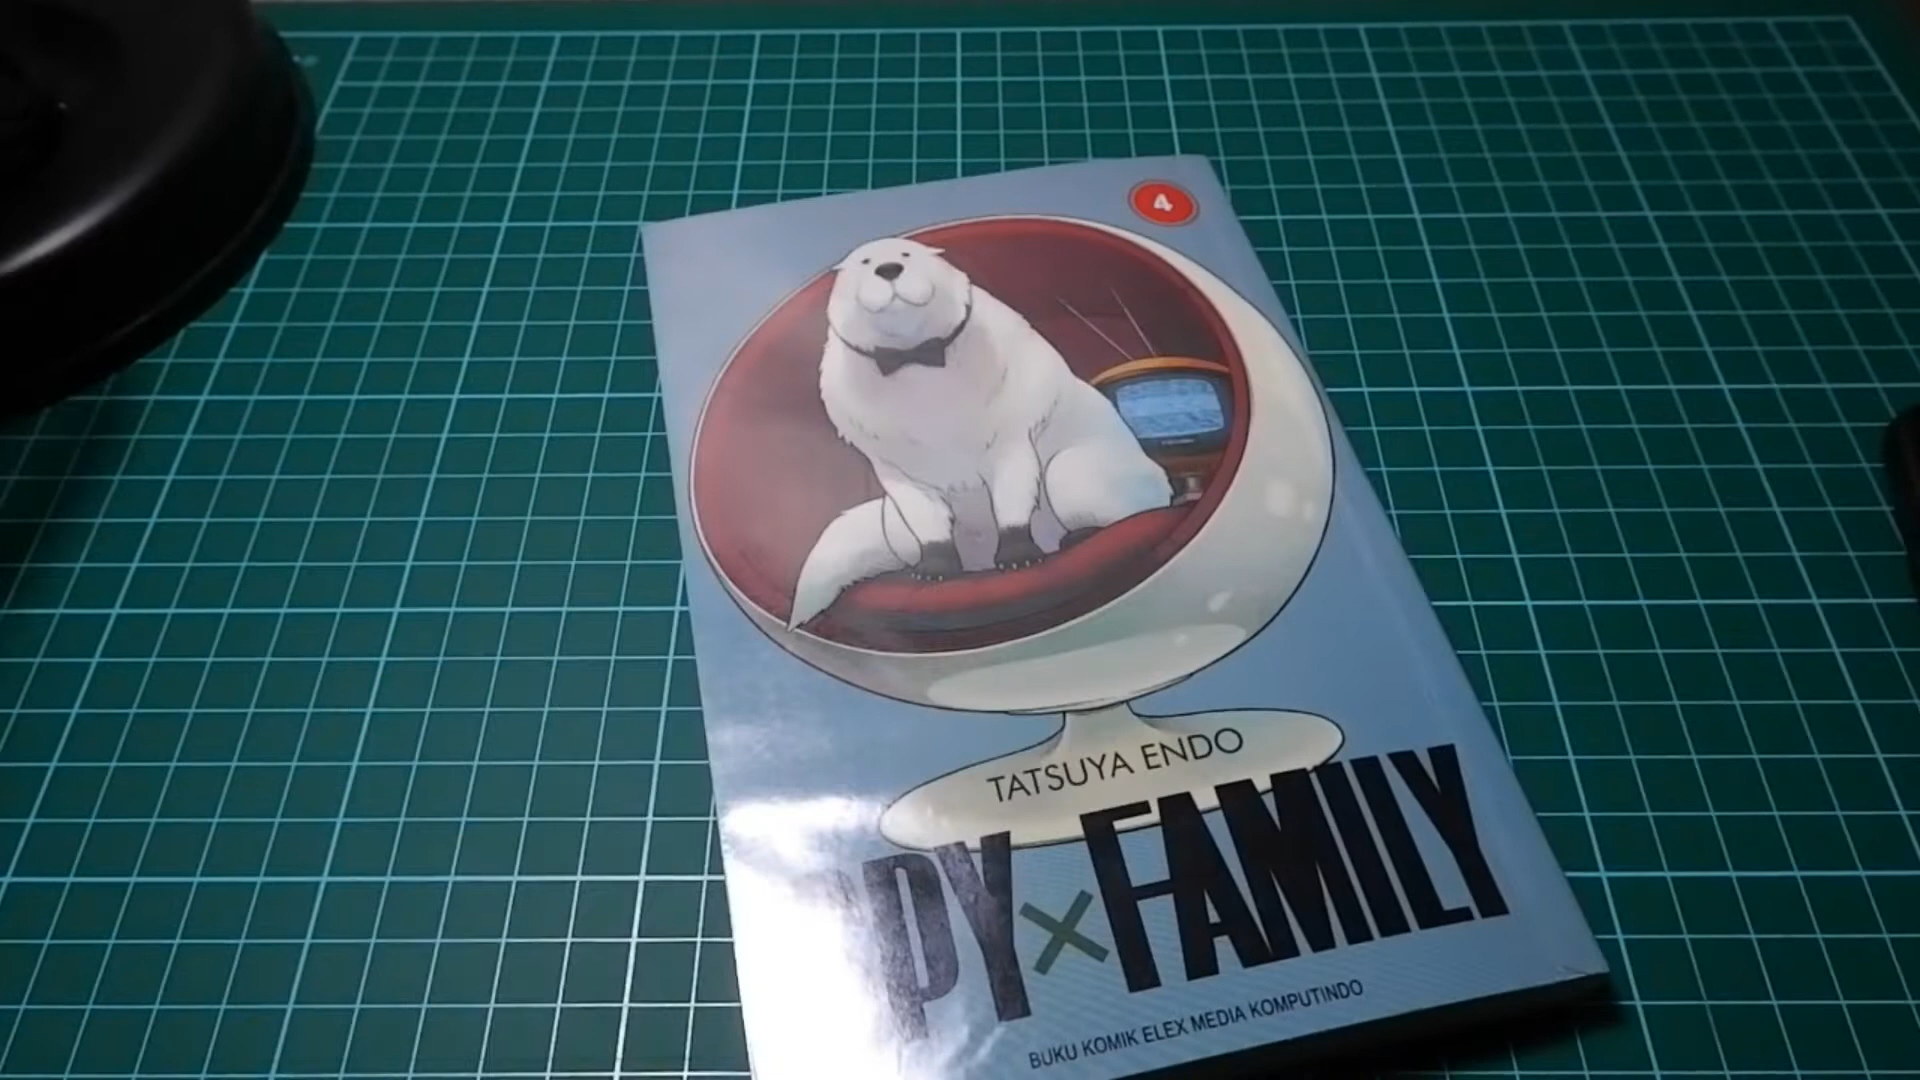 4
TATSUYA ENDO
PY×FAMILY
BUKU KOMIK ELEX MEDIA KOMPUTINDO